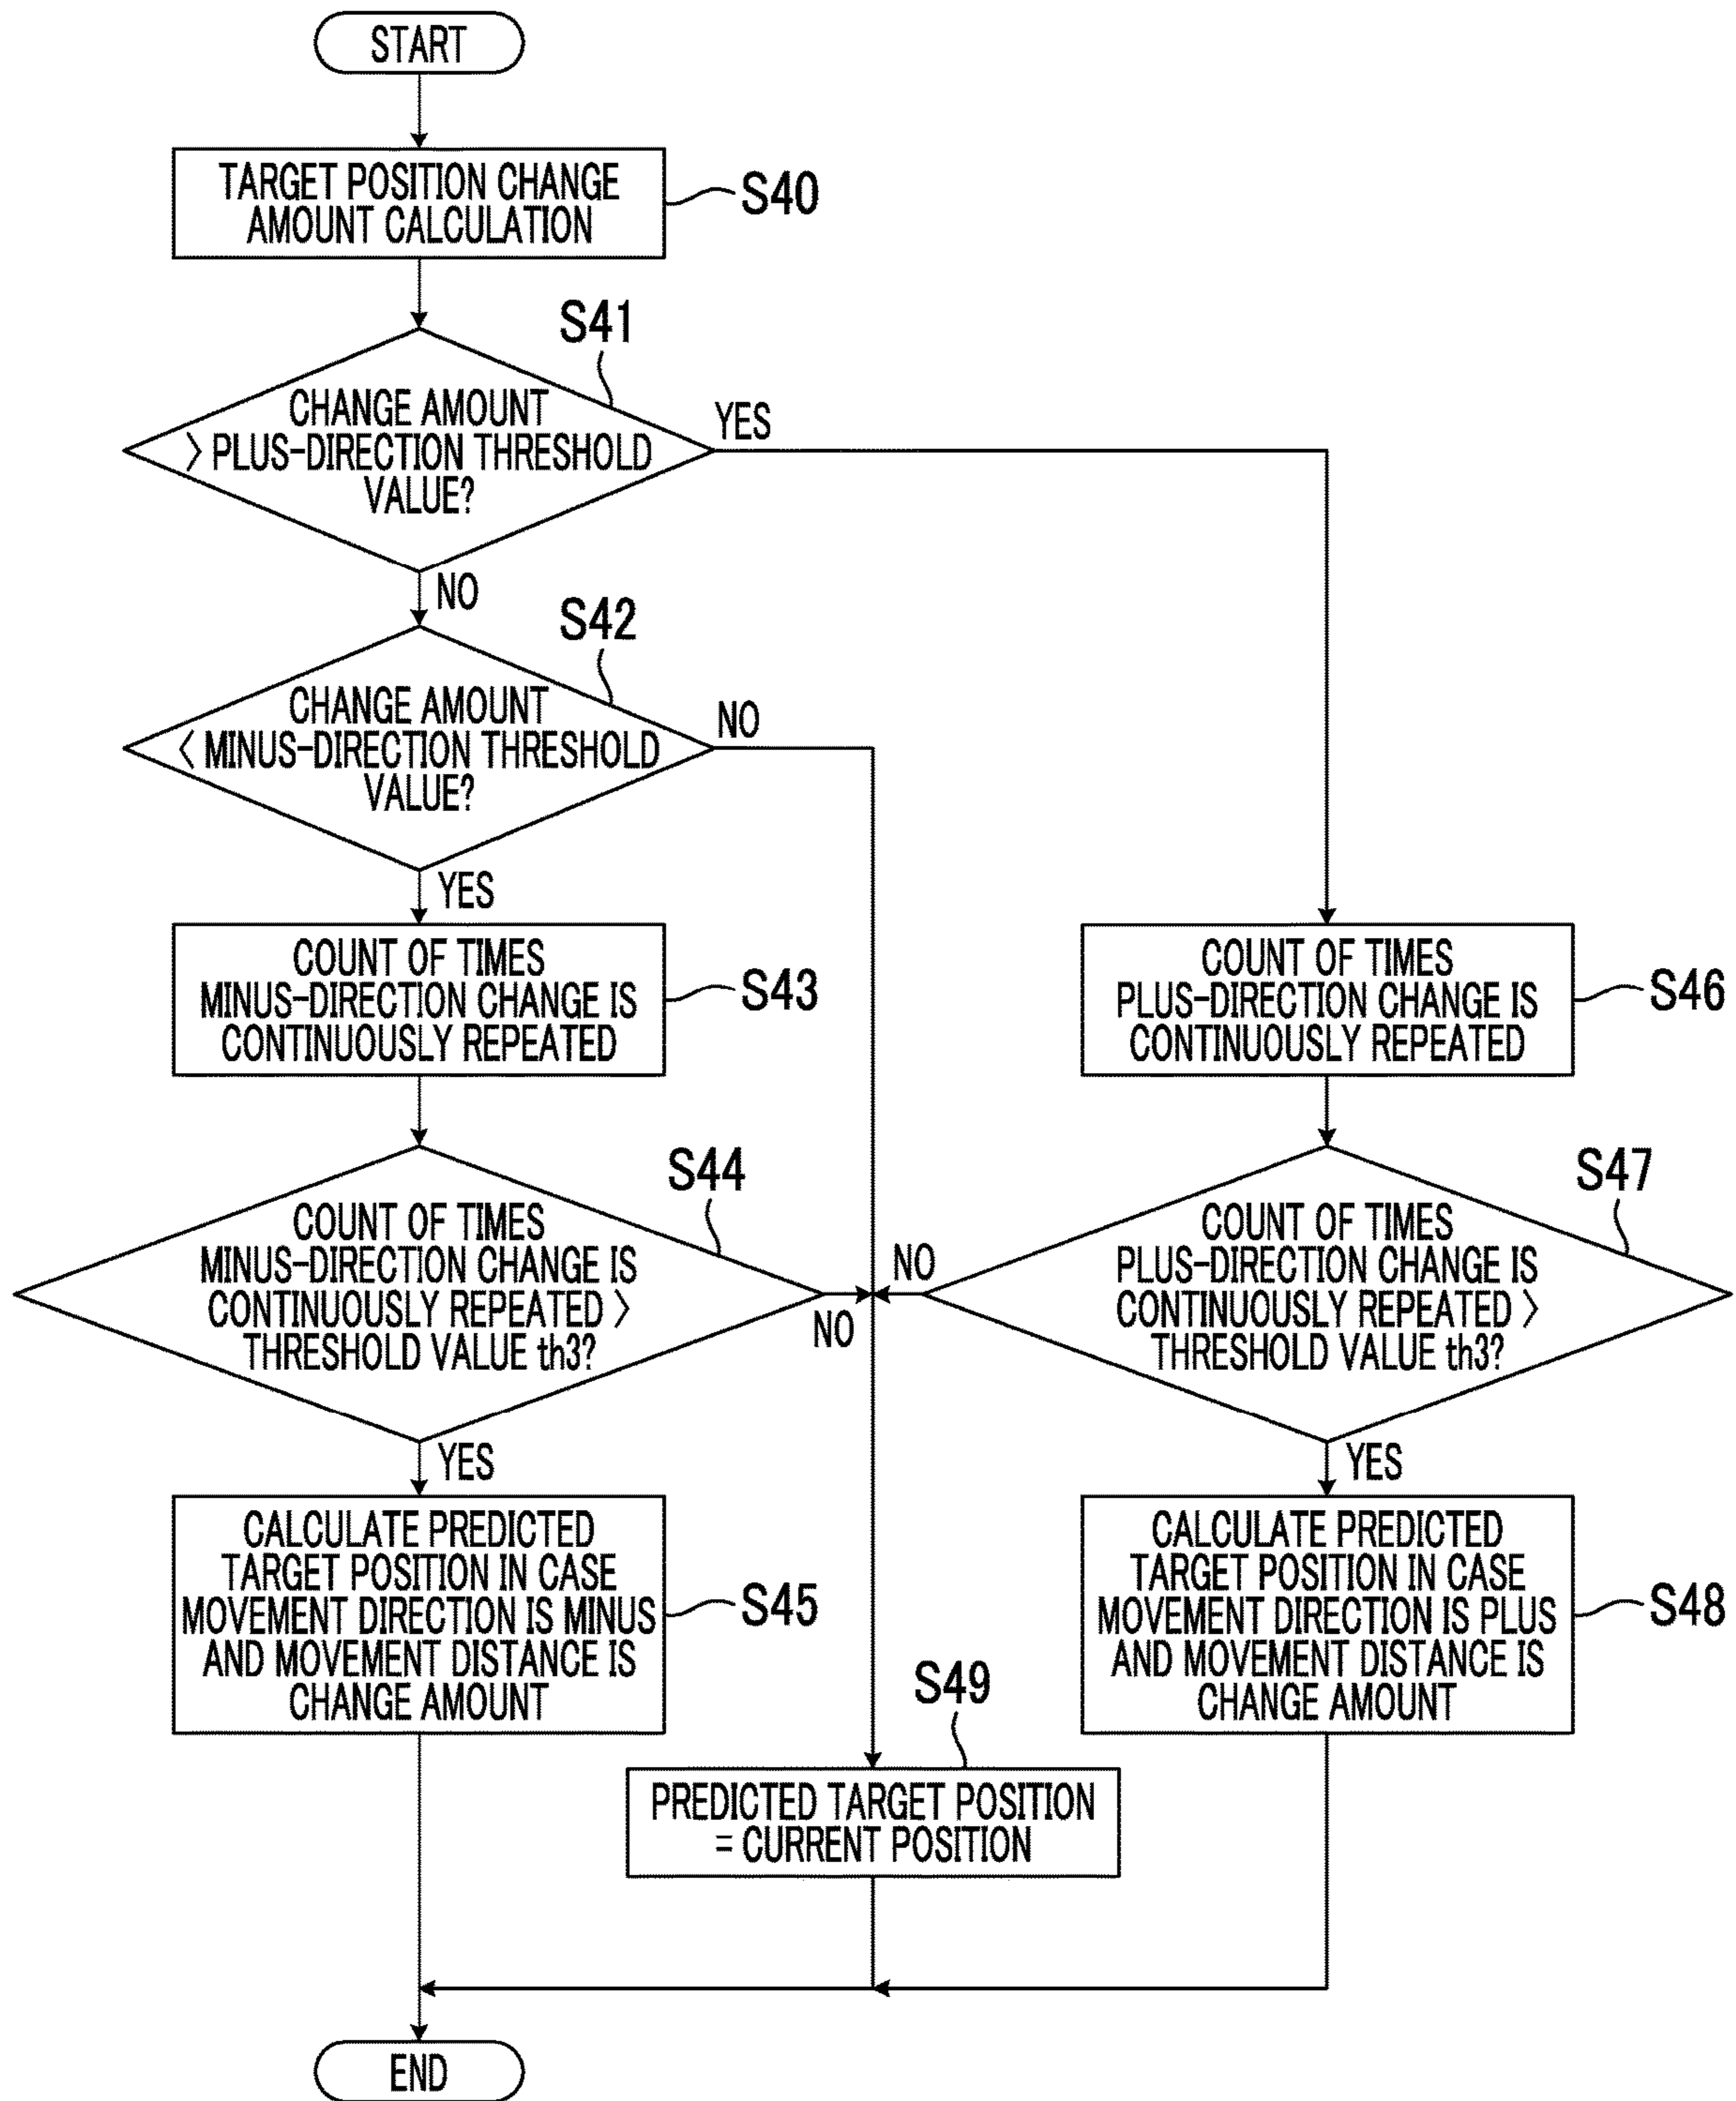 START
TARGET POSITION CHANGE
AMOUNT CALCULATION
S40
S41
CHANGE AMOUNT
> PLUS-DIRECTION THRESHOLD
VALUE?
YES
NO
S42
CHANGE AMOUNT
< MINUS-DIRECTION THRESHOLD
VALUE?
NO
YES
COUNT OF TIMES
MINUS-DIRECTION CHANGE IS
CONTINUOUSLY REPEATED
S43
COUNT OF TIMES
PLUS-DIRECTION CHANGE IS
CONTINUOUSLY REPEATED
S46
S44
COUNT OF TIMES
MINUS-DIRECTION CHANGE IS
CONTINUOUSLY REPEATED >
THRESHOLD VALUE th3?
NO
YES
S47
COUNT OF TIMES
PLUS-DIRECTION CHANGE IS
CONTINUOUSLY REPEATED >
THRESHOLD VALUE th3?
NO
YES
CALCULATE PREDICTED
TARGET POSITION IN CASE
MOVEMENT DIRECTION IS MINUS
AND MOVEMENT DISTANCE IS
CHANGE AMOUNT
S45
CALCULATE PREDICTED
TARGET POSITION IN CASE
MOVEMENT DIRECTION IS PLUS
AND MOVEMENT DISTANCE IS
CHANGE AMOUNT
S48
S49
PREDICTED TARGET POSITION
= CURRENT POSITION
END